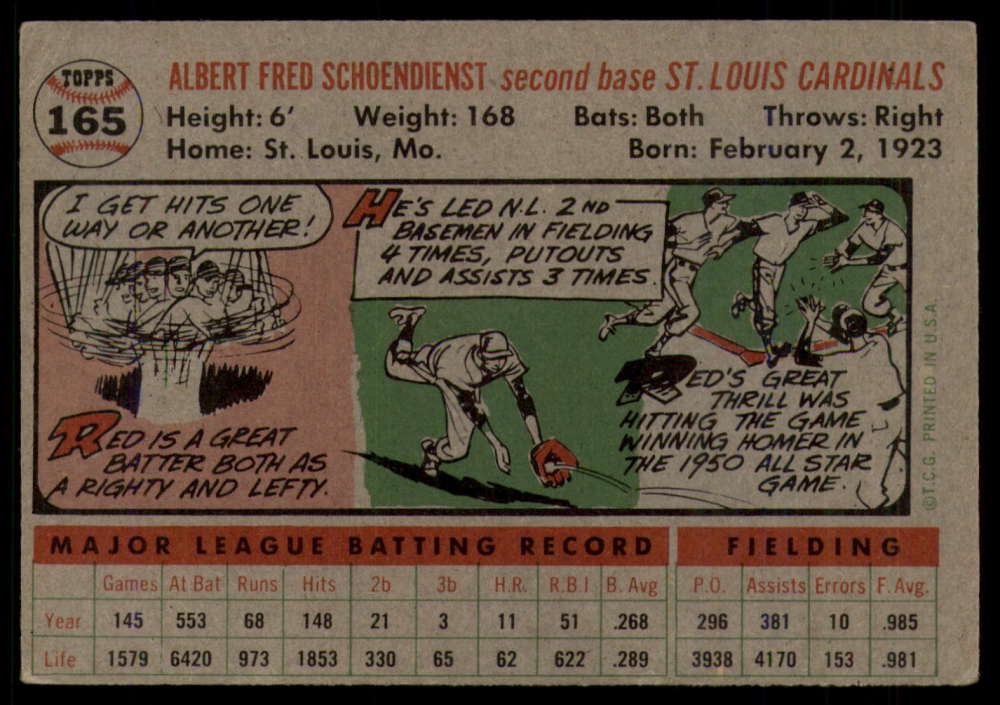 TOPPS
165
ALBERT FRED SCHOENDIENST second base ST. LOUIS CARDINALS
Height: 6' Weight: 168 Bats: Both Throws: Right
Home: St. Louis, Mo. Born: February 2, 1923
I GET HITS ONE
WAY OR ANOTHER!
RED IS A GREAT
BATTER BOTH AS
A RIGHTY AND LEFTY.
HE'S LED N.L. 2ND
BASEMEN IN FIELDING
4 TIMES, PUTOUTS
AND ASSISTS 3 TIMES.
RED'S GREAT
THRILL WAS
HITTING THE GAME
WINNING HOMER IN
THE 1950 ALL STAR
GAME.
©T.C.G. PRINTED IN U.S.A.
MAJOR LEAGUE BATTING RECORD FIELDING
Games At Bat Runs Hits 2b 3b H.R. R.B.I B. Avg P.O. Assists Errors F. Avg.
Year 145 553 68 148 21 3 11 51 .268 296 381 10 .985
Life 1579 6420 973 1853 330 65 62 622 .289 3938 4170 153 .981